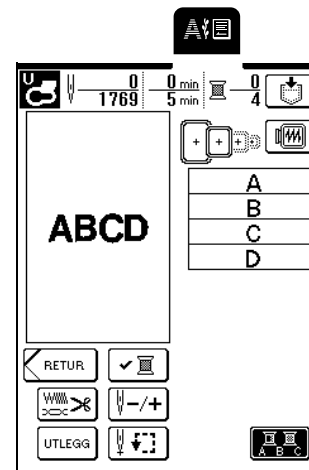 A
U
0 0 min 0
1769 5 min 4
A
B
ABCD
C
D
RETUR
-/+
UTLEGG
A B C